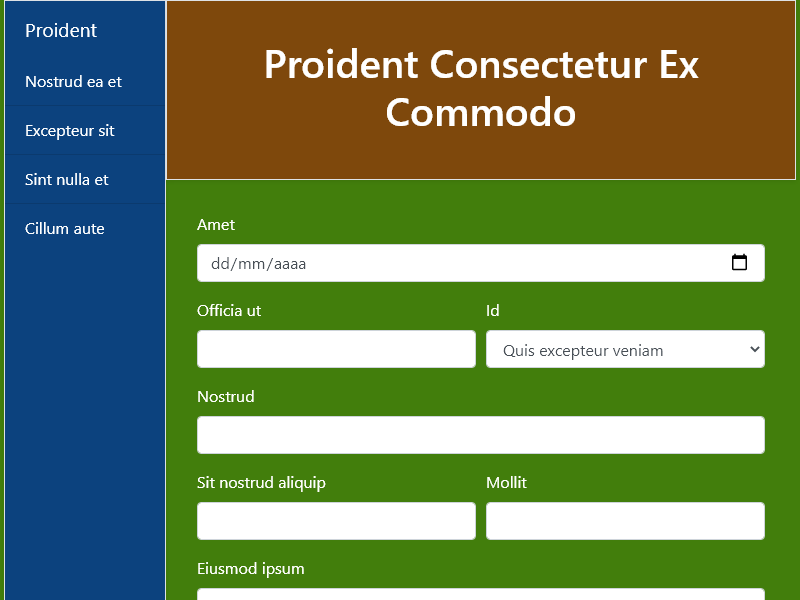 Proident
Nostrud ea et
Excepteur sit
Sint nulla et
Cillum aute
Proident Consectetur Ex
Commodo
Amet
dd/mm/aaaa
Officia ut
Id
Quis excepteur veniam
Nostrud
Sit nostrud aliquip
Mollit
Eiusmod ipsum